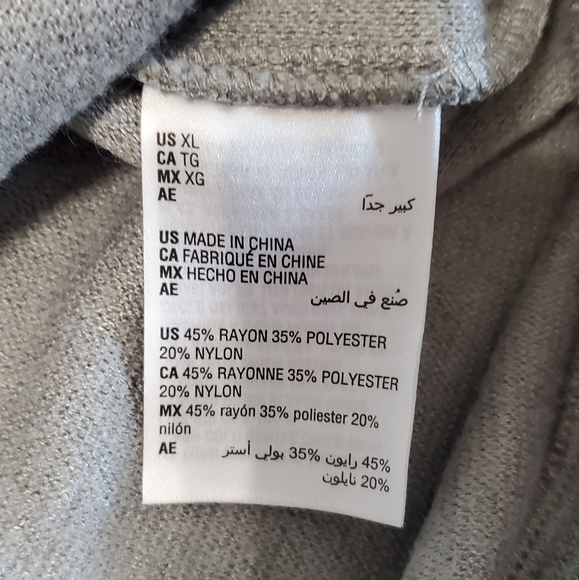 US XL
CA TG
MX XG
AE
كبير جدًا
US MADE IN CHINA
CA FABRIQUÉ EN CHINE
MX HECHO EN CHINA
AE
صُنع في الصين
US 45% RAYON 35% POLYESTER
20% NYLON
CA 45% RAYONNE 35% POLYESTER
20% NYLON
MX 45% rayón 35% poliester 20%
nilón
AE
45% رايون 35% بولي أستر
20% نايلون